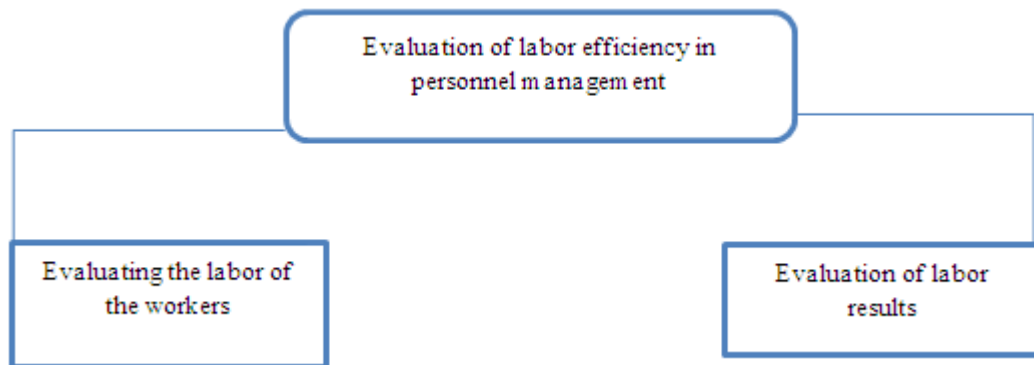 Evaluation of labor efficiency in
personnel management
Evaluating the labor of
the workers
Evaluation of labor
results